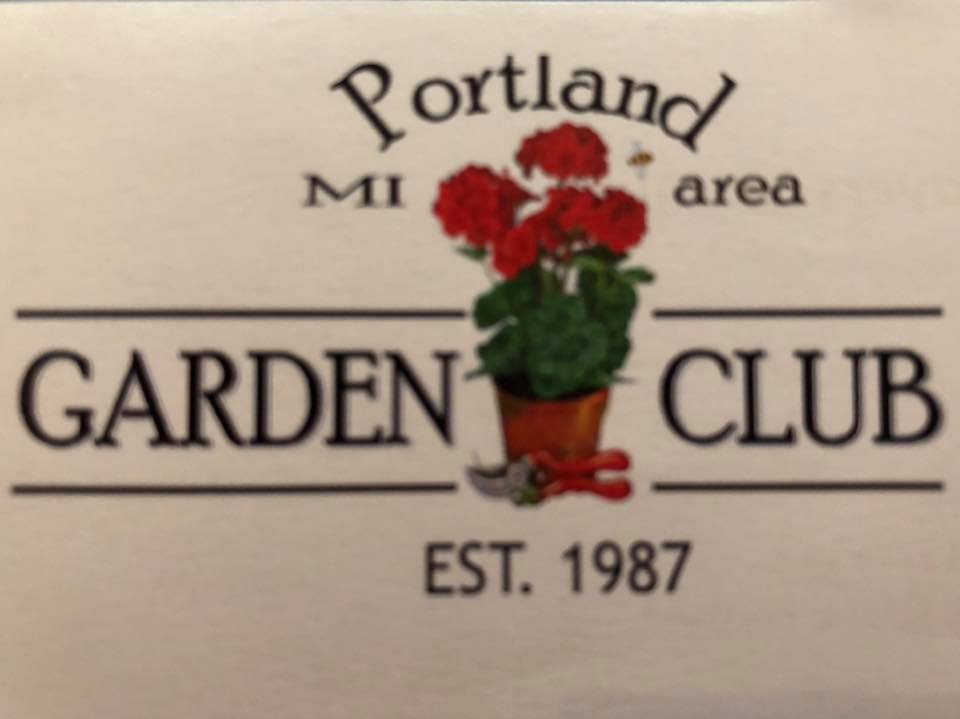 Portland
MI area
GARDEN CLUB
EST. 1987